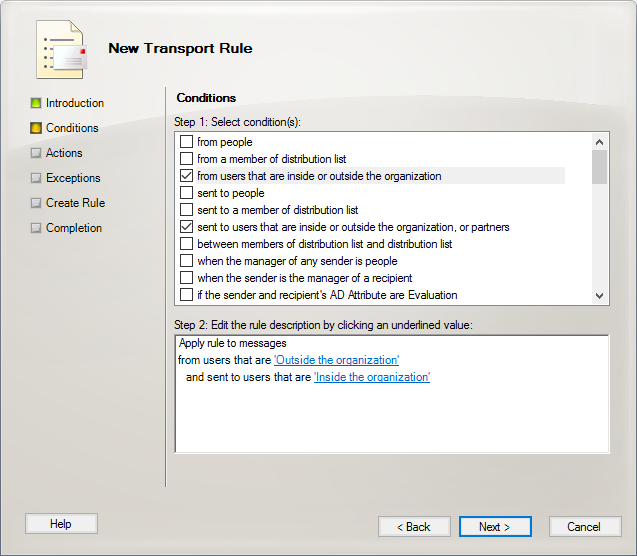 New Transport Rule
Introduction
Conditions
Actions
Exceptions
Create Rule
Completion
Conditions
Step 1: Select condition(s):
from people
from a member of distribution list
from users that are inside or outside the organization
sent to people
sent to a member of distribution list
sent to users that are inside or outside the organization, or partners
between members of distribution list and distribution list
when the manager of any sender is people
when the sender is the manager of a recipient
if the sender and recipient's AD Attribute are Evaluation
Step 2: Edit the rule description by clicking an underlined value:
Apply rule to messages
from users that are 'Outside the organization'
and sent to users that are 'Inside the organization'
Help
< Back
Next >
Cancel